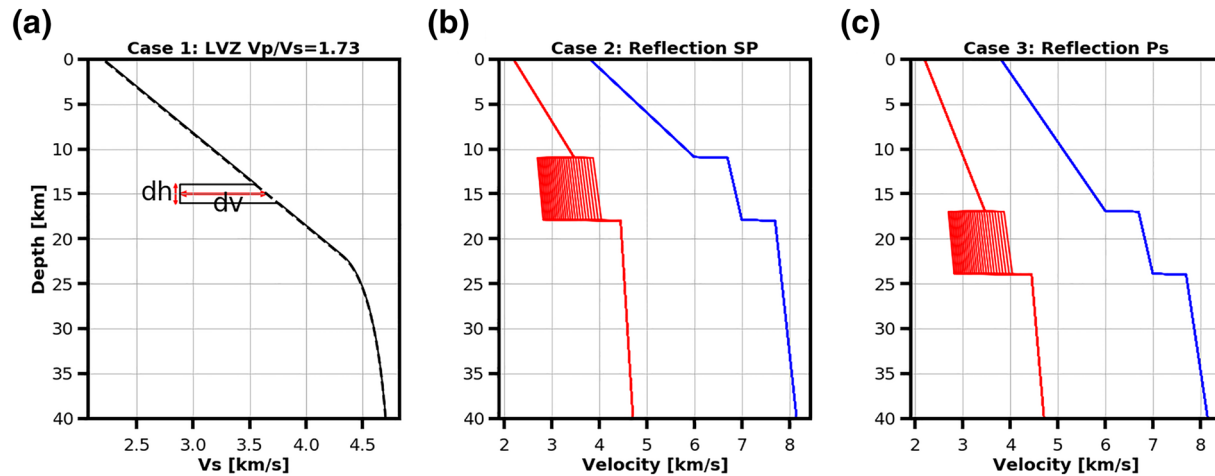 (a)
Case 1: LVZ Vp/Vs=1.73
0
5
10
15
20
25
30
35
40
Depth [km]
dh
dv
2.5 3.0 3.5 4.0 4.5
Vs [km/s]
(b)
Case 2: Reflection SP
0
5
10
15
20
25
30
35
40
2 3 4 5 6 7 8
Velocity [km/s]
(c)
Case 3: Reflection Ps
0
5
10
15
20
25
30
35
40
2 3 4 5 6 7 8
Velocity [km/s]